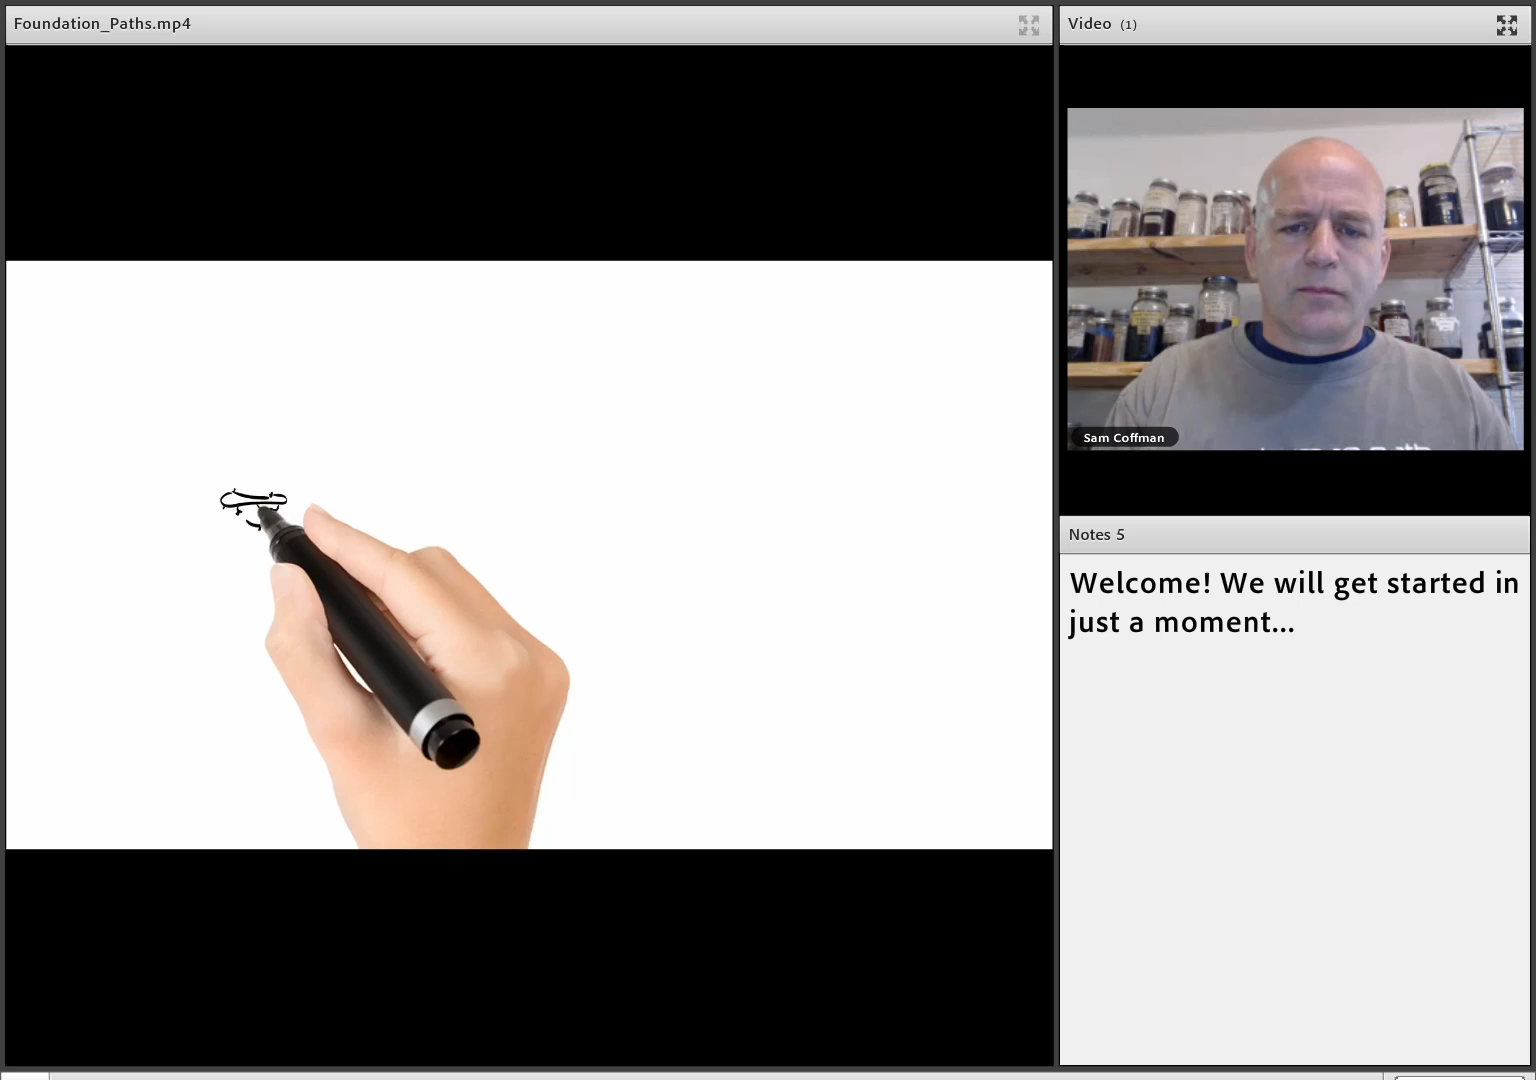 Foundation_Paths.mp4
Video (1)
Sam Coffman
Notes 5
Welcome! We will get started in
just a moment...